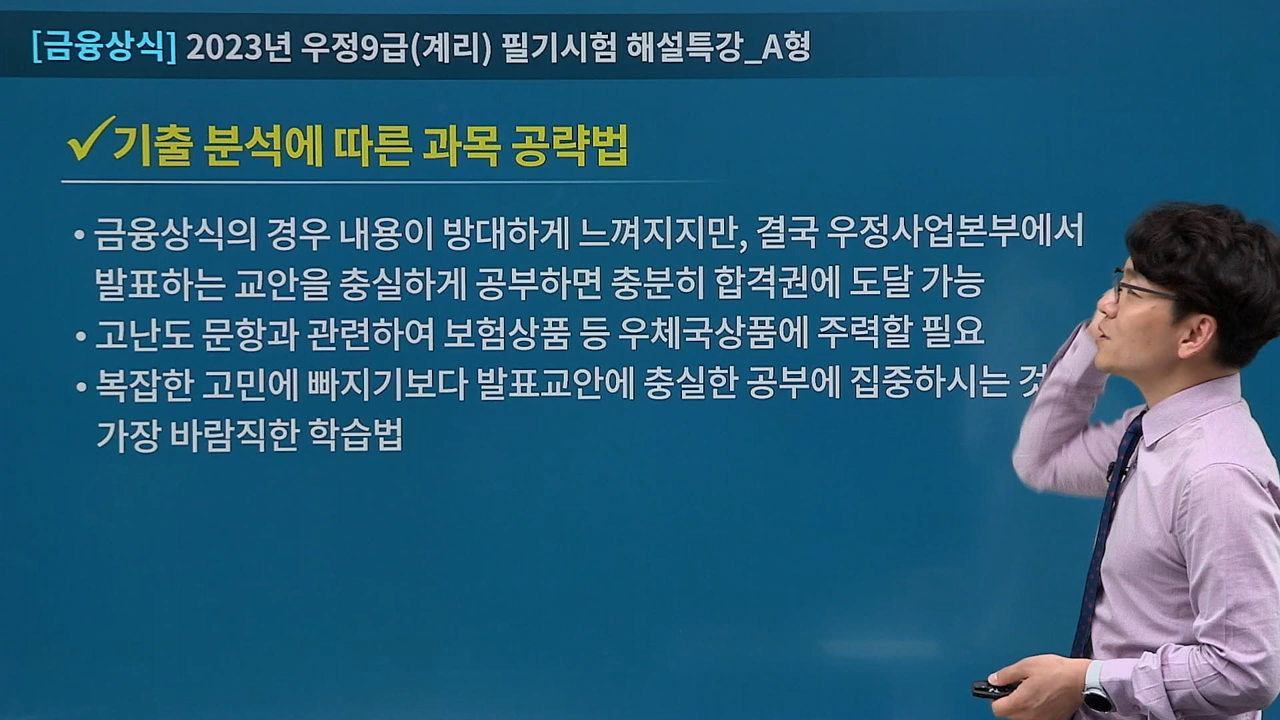 [금융상식] 2023년 우정9급(계리) 필기시험 해설특강_A형
✓기출 분석에 따른 과목 공략법
• 금융상식의 경우 내용이 방대하게 느껴지지만, 결국 우정사업본부에서
발표하는 교안을 충실하게 공부하면 충분히 합격권에 도달 가능
• 고난도 문항과 관련하여 보험상품 등 우체국상품에 주력할 필요
• 복잡한 고민에 빠지기보다 발표교안에 충실한 공부에 집중하시는 것
가장 바람직한 학습법